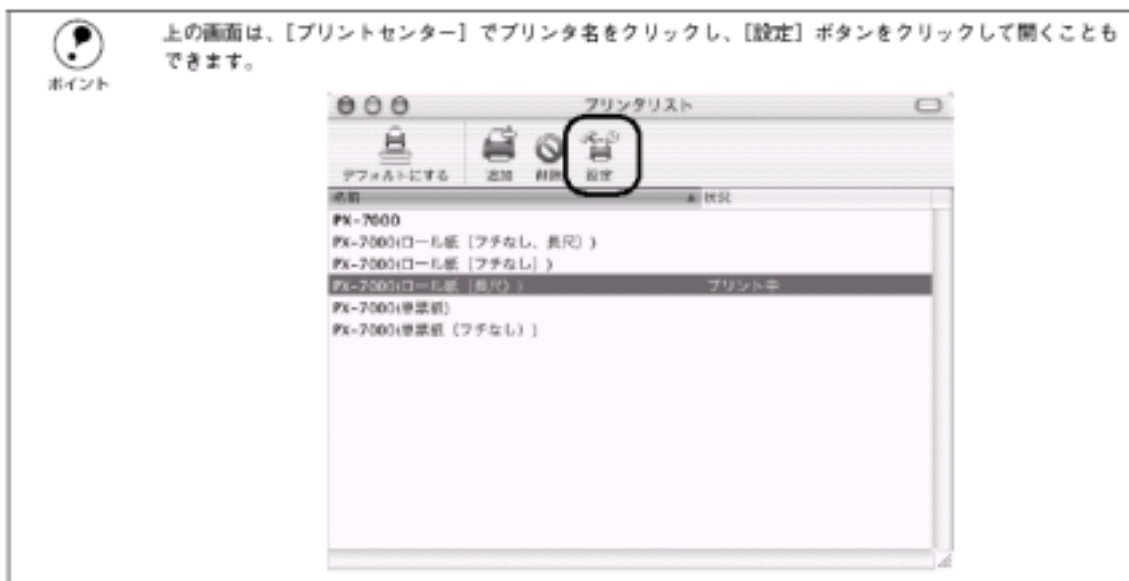 上の画面は、[プリントセンター] でプリンタ名をクリックし、[設定] ボタンをクリックして開くことも
できます。
ポイント
プリンタリスト
デフォルトにする 追加 削除 設定
名前 状況
PX-7000
PX-7000(ロール紙 (フチなし、長尺) )
PX-7000(ロール紙 (フチなし) )
PX-7000(ロール紙 (長尺) ) プリント中
PX-7000(単票紙)
PX-7000(単票紙 (フチなし) )